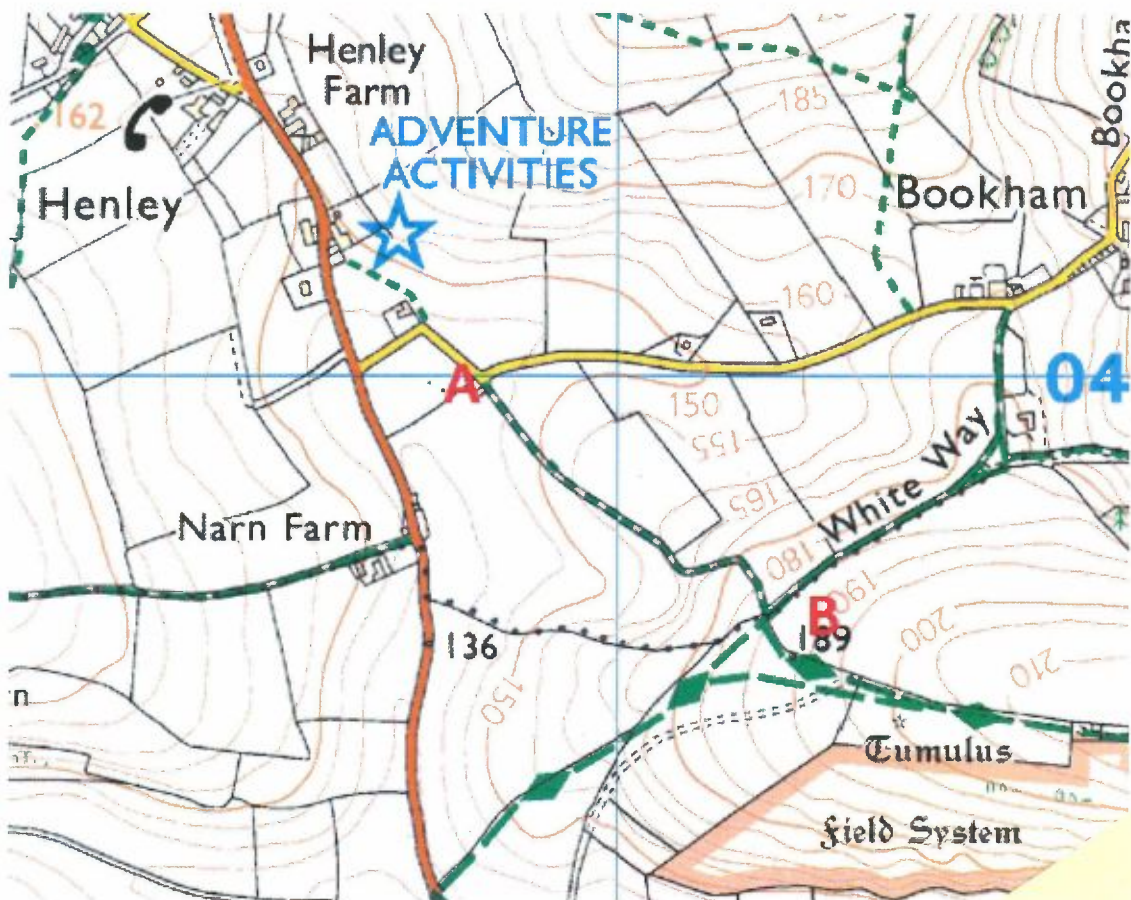 Henley
Farm
ADVENTURE
ACTIVITIES
162
185
Henley
170
Bookham
Bookha
160
04
A
150
155
White Way
165
Narn Farm
180
190
B
189
200
136
210
n
150
Tumulus
Field System